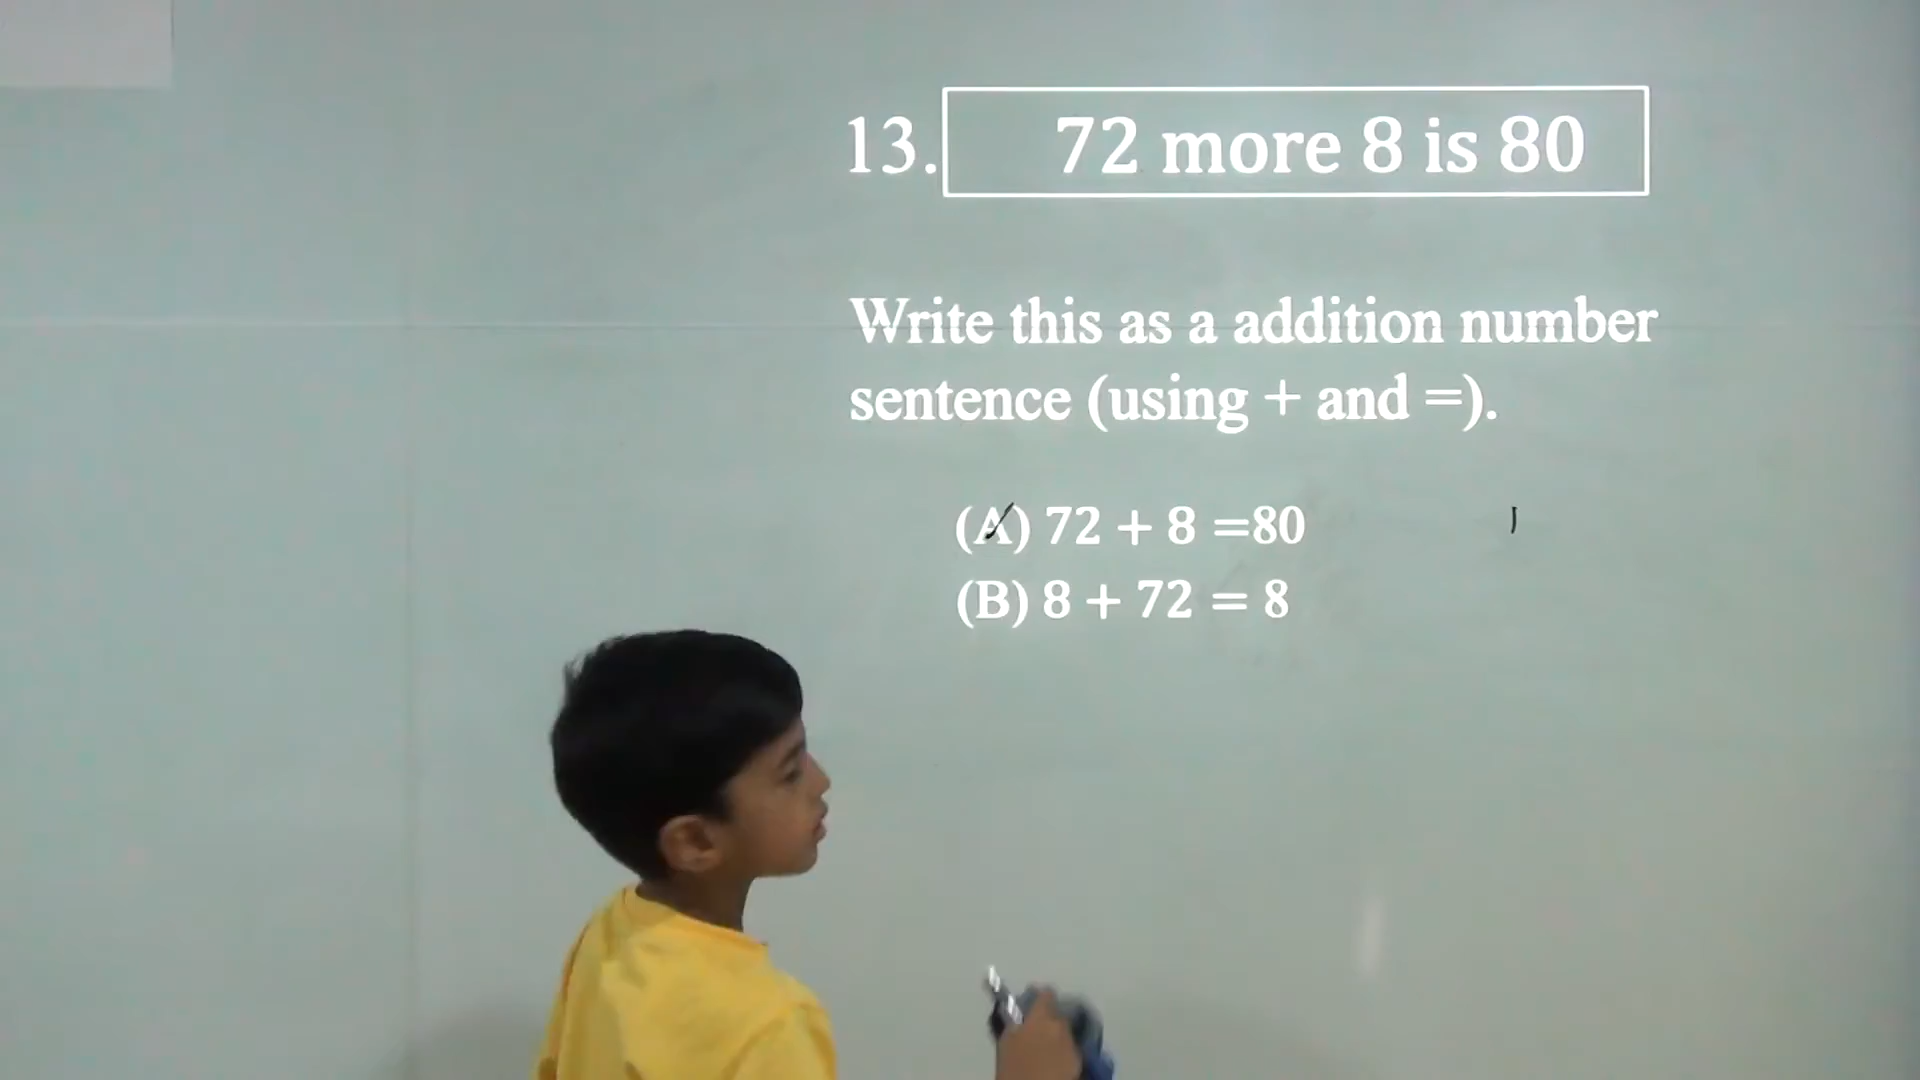 13. 72 more 8 is 80
Write this as a addition number
sentence (using + and =).
(A) 72 + 8 =80
(B) 8 + 72 = 8